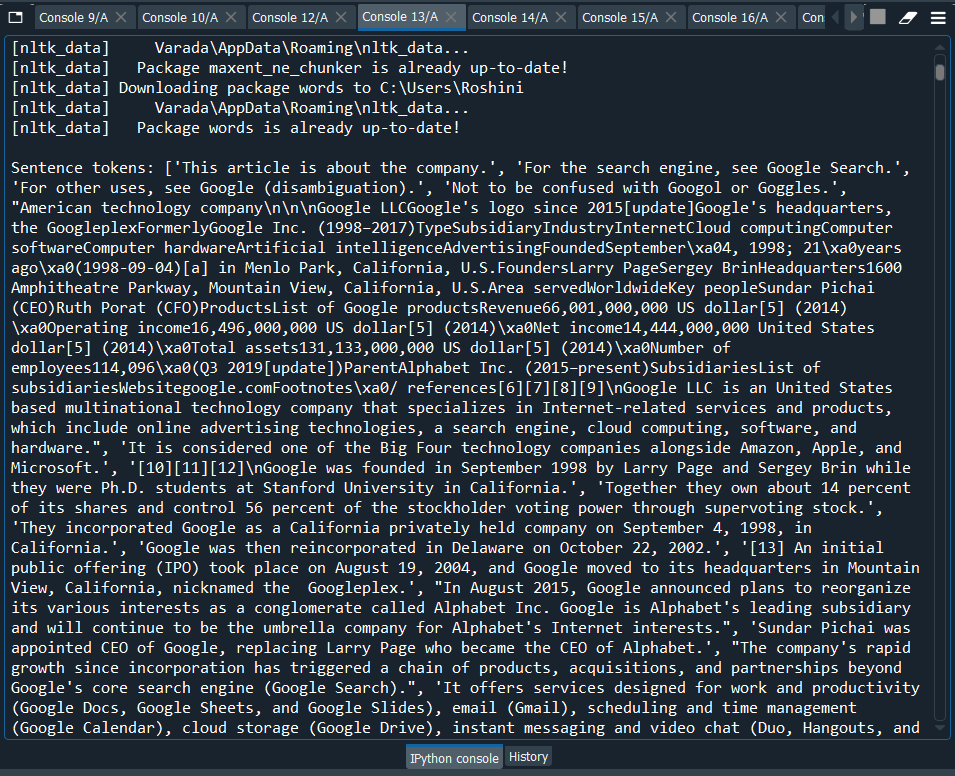 Console 9/A Console 10/A Console 12/A Console 13/A Console 14/A Console 15/A Console 16/A Con
[nltk_data]     Varada\AppData\Roaming\nltk_data...
[nltk_data]   Package maxent_ne_chunker is already up-to-date!
[nltk_data] Downloading package words to C:\Users\Roshini
[nltk_data]     Varada\AppData\Roaming\nltk_data...
[nltk_data]   Package words is already up-to-date!
Sentence tokens: ['This article is about the company.', 'For the search engine, see Google Search.',
'For other uses, see Google (disambiguation).', 'Not to be confused with Googol or Goggles.',
"American technology company\n\n\nGoogle LLCGoogle's logo since 2015[update]Google's headquarters,
the GoogleplexFormerlyGoogle Inc. (1998–2017)TypeSubsidiaryIndustryInternetCloud computingComputer
softwareComputer hardwareArtificial intelligenceAdvertisingFoundedSeptember\xa04, 1998; 21\xa0years
ago\xa0(1998-09-04)[a] in Menlo Park, California, U.S.FoundersLarry PageSergey BrinHeadquarters1600
Amphitheatre Parkway, Mountain View, California, U.S.Area servedWorldwideKey peopleSundar Pichai
(CEO)Ruth Porat (CFO)ProductsList of Google productsRevenue66,001,000,000 US dollar[5] (2014)
\xa0Operating income16,496,000,000 US dollar[5] (2014)\xa0Net income14,444,000,000 United States
dollar[5] (2014)\xa0Total assets131,133,000,000 US dollar[5] (2014)\xa0Number of
employees114,096\xa0(Q3 2019[update])ParentAlphabet Inc. (2015–present)SubsidiariesList of
subsidiariesWebsitegoogle.comFootnotes\xa0/ references[6][7][8][9]\nGoogle LLC is an United States
based multinational technology company that specializes in Internet-related services and products,
which include online advertising technologies, a search engine, cloud computing, software, and
hardware.", 'It is considered one of the Big Four technology companies alongside Amazon, Apple, and
Microsoft.', '[10][11][12]\nGoogle was founded in September 1998 by Larry Page and Sergey Brin while
they were Ph.D. students at Stanford University in California.', 'Together they own about 14 percent
of its shares and control 56 percent of the stockholder voting power through supervoting stock.',
'They incorporated Google as a California privately held company on September 4, 1998, in
California.', 'Google was then reincorporated in Delaware on October 22, 2002.', '[13] An initial
public offering (IPO) took place on August 19, 2004, and Google moved to its headquarters in Mountain
View, California, nicknamed the  Googleplex.', "In August 2015, Google announced plans to reorganize
its various interests as a conglomerate called Alphabet Inc. Google is Alphabet's leading subsidiary
and will continue to be the umbrella company for Alphabet's Internet interests.", 'Sundar Pichai was
appointed CEO of Google, replacing Larry Page who became the CEO of Alphabet.', "The company's rapid
growth since incorporation has triggered a chain of products, acquisitions, and partnerships beyond
Google's core search engine (Google Search).", 'It offers services designed for work and productivity
(Google Docs, Google Sheets, and Google Slides), email (Gmail), scheduling and time management
(Google Calendar), cloud storage (Google Drive), instant messaging and video chat (Duo, Hangouts, and
IPython console History